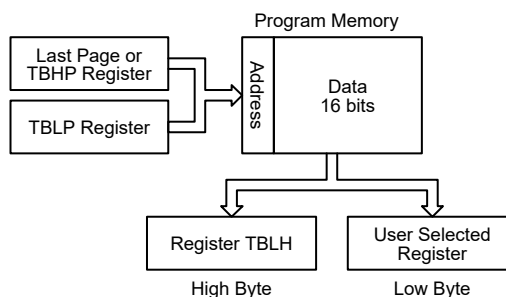 Program Memory
Last Page or
TBHP Register
TBLP Register
Address
Data
16 bits
Register TBLH
User Selected
Register
High Byte
Low Byte